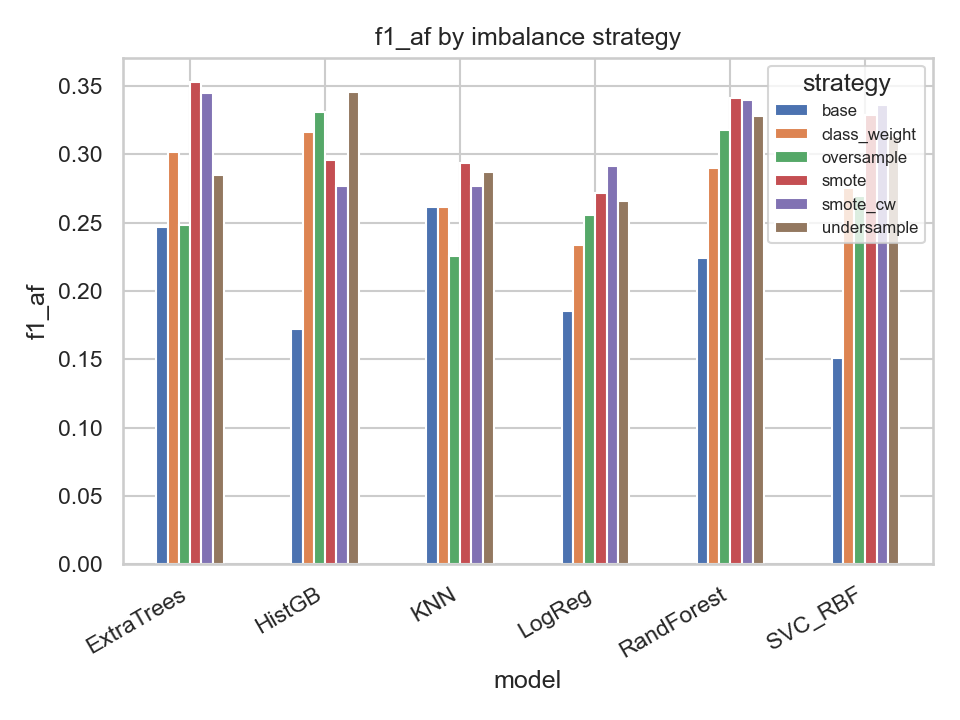 f1_af by imbalance strategy
strategy
base
class_weight
oversample
smote
smote_cw
undersample
f1_af
0.35
0.30
0.25
0.20
0.15
0.10
0.05
0.00
ExtraTrees
HistGB
KNN
LogReg
RandForest
SVC_RBF
model